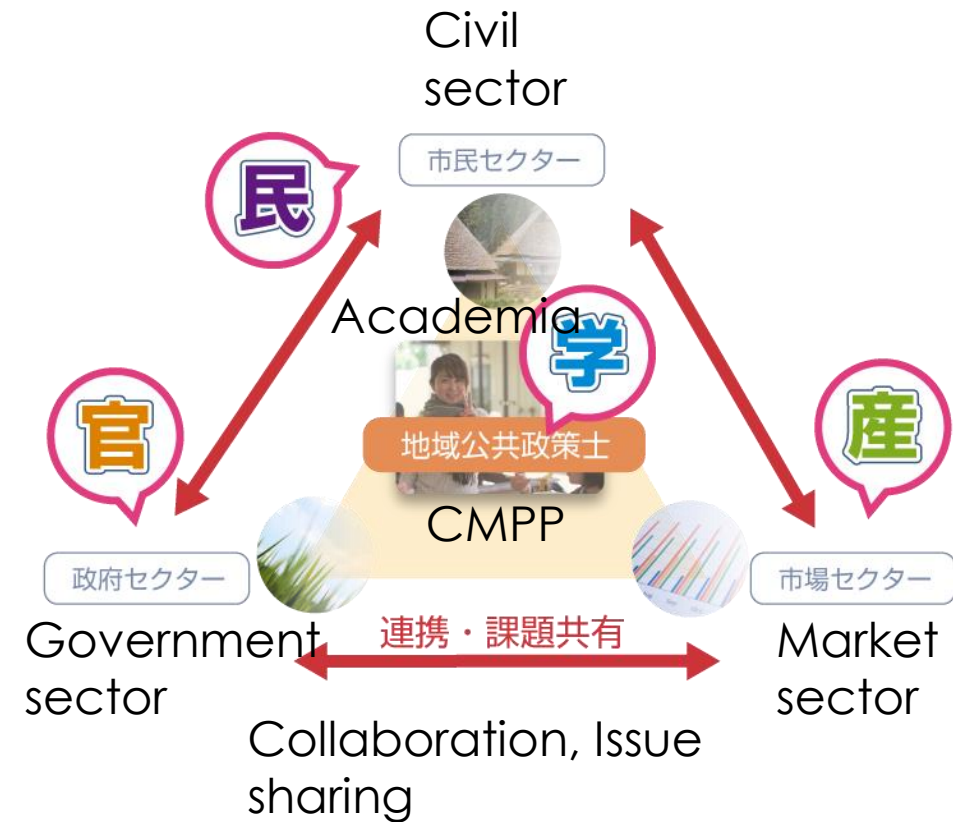 Civil
sector
市民セクター
民
Academia
学
官
産
地域公共政策士
CMPP
政府セクター
市場セクター
Government
sector
連携・課題共有
Market
sector
Collaboration, Issue
sharing